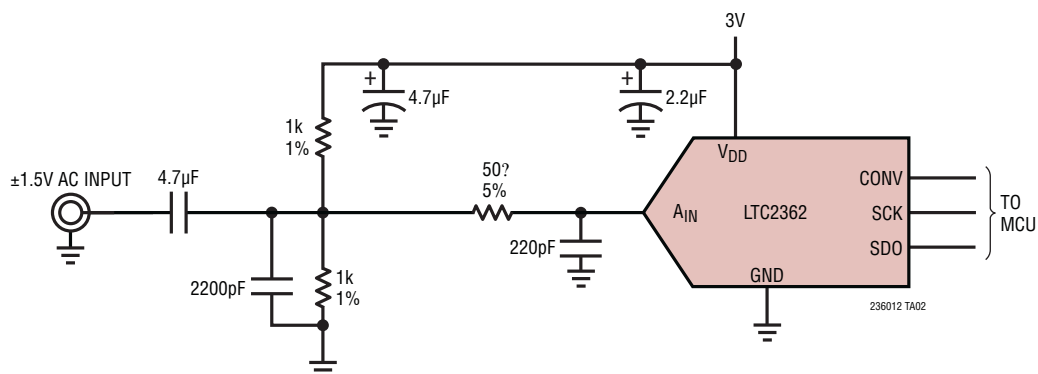 3V
+
4.7µF
+
2.2µF
1k
1%
VDD
±1.5V AC INPUT
4.7µF
50?
5%
CONV
AIN
LTC2362
SCK
TO
MCU
220pF
SDO
2200pF
1k
1%
GND
236012 TA02